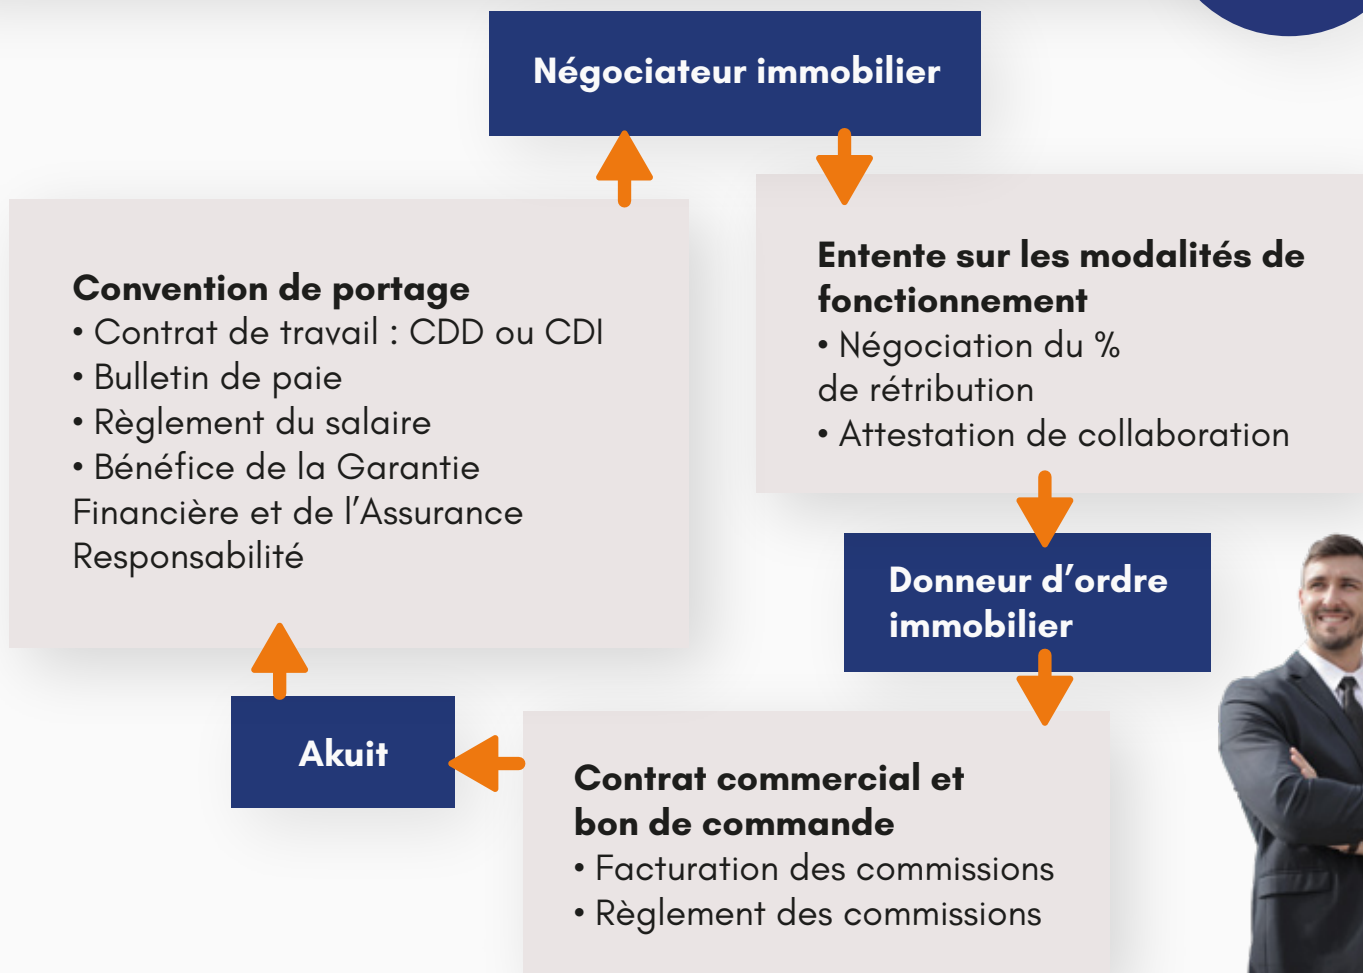 Négociateur immobilier
Convention de portage
• Contrat de travail : CDD ou CDI
• Bulletin de paie
• Règlement du salaire
• Bénéfice de la Garantie
Financière et de l’Assurance
Responsabilité
Entente sur les modalités de
fonctionnement
• Négociation du %
de rétribution
• Attestation de collaboration
Donneur d’ordre
immobilier
Contrat commercial et
bon de commande
• Facturation des commissions
• Règlement des commissions
Akuit